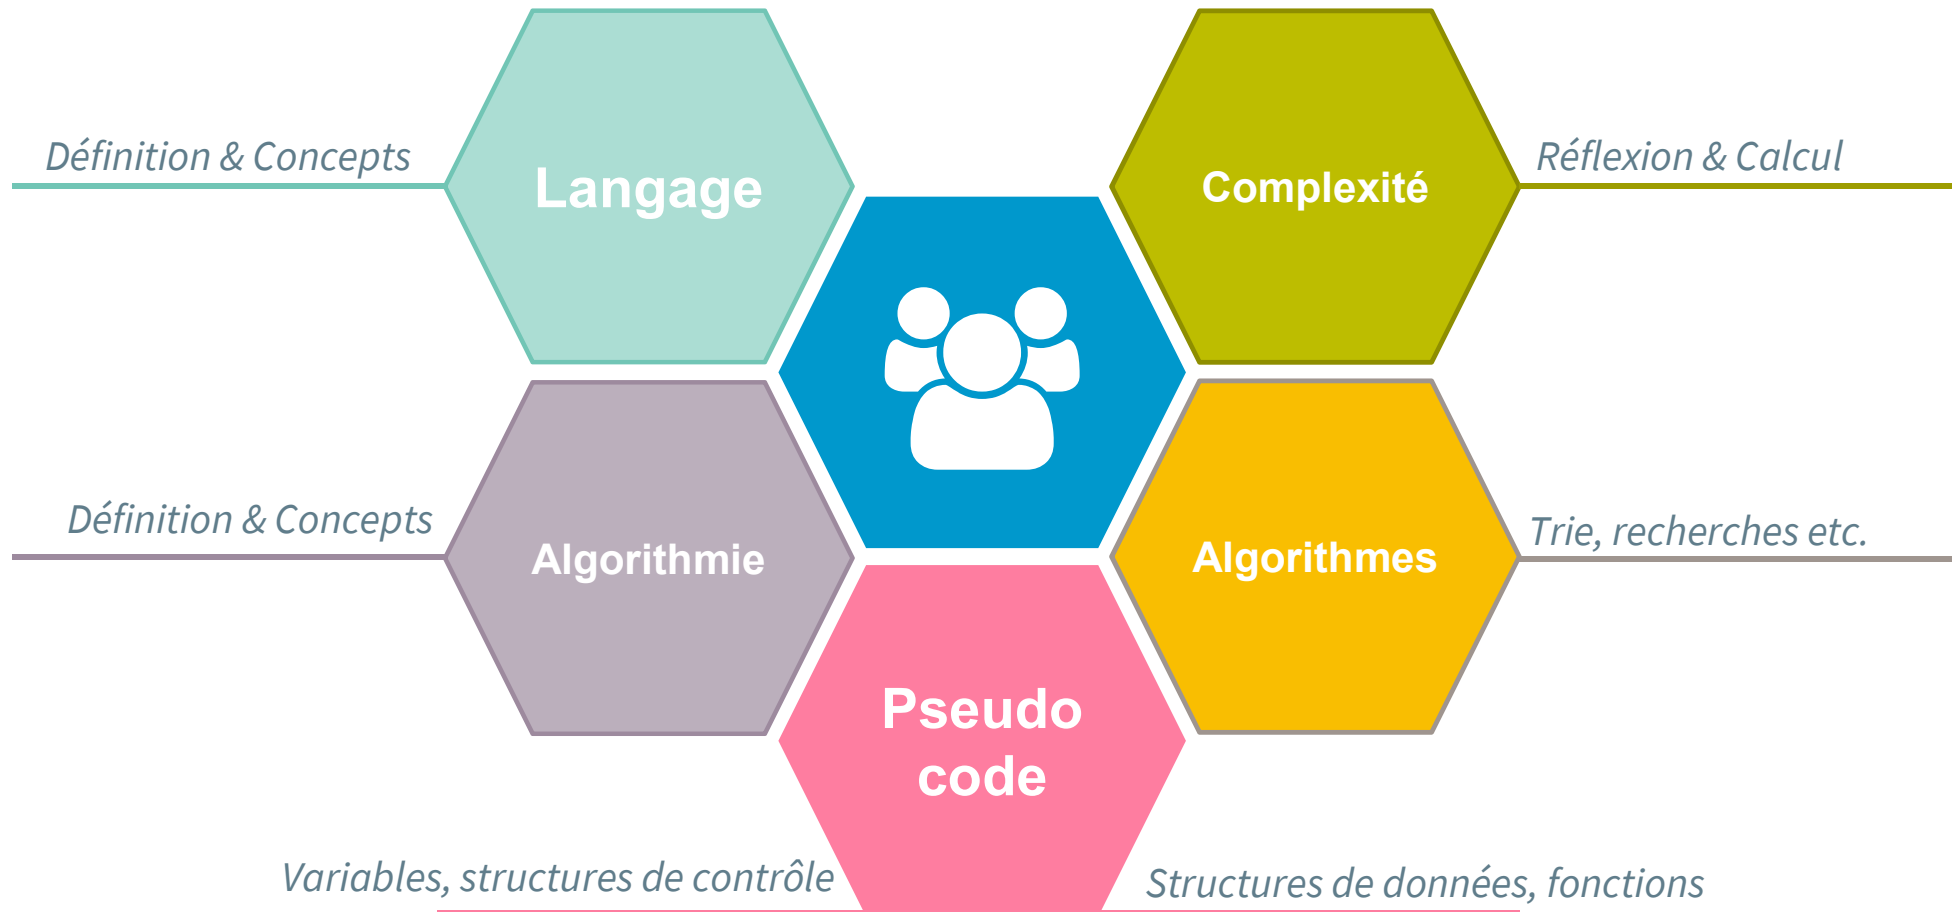 Définition & Concepts
Langage
Complexité
Réflexion & Calcul
Définition & Concepts
Algorithmie
Algorithmes
Trie, recherches etc.
Pseudo
code
Variables, structures de contrôle
Structures de données, fonctions